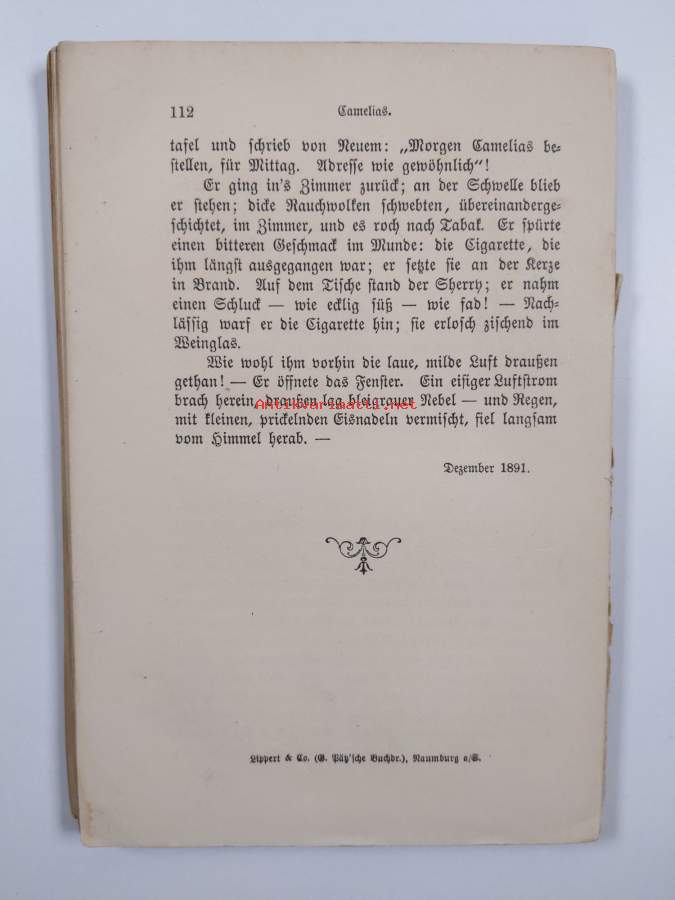 112 Camelias.
tafel und schrieb von Neuem: „Morgen Camelias be-
stellen, für Mittag. Adresse wie gewöhnlich“!
Er ging in's Zimmer zurück; an der Schwelle blieb
er stehen; dicke Rauchwolken schwebten, übereinanderge-
schichtet, im Zimmer, und es roch nach Tabak. Er spürte
einen bitteren Geschmack im Munde: die Cigarette, die
ihm längst ausgegangen war; er setzte sie an der Kerze
in Brand. Auf dem Tische stand der Sherry; er nahm
einen Schluck — wie ecklig süß — wie fad! — Nach-
lässig warf er die Cigarette hin; sie erlosch zischend im
Weinglas.
Wie wohl ihm vorhin die laue, milde Luft draußen
gethan! — Er öffnete das Fenster. Ein eisiger Luftstrom
brach herein, draußen lag bleigrauer Nebel — und Regen,
Antikvariaatti.net
mit kleinen, prickelnden Eisnadeln vermischt, fiel langsam
vom Himmel herab. —
Dezember 1891.
Lippert & Co. (G. Pätz'sche Buchdr.), Naumburg a/S.